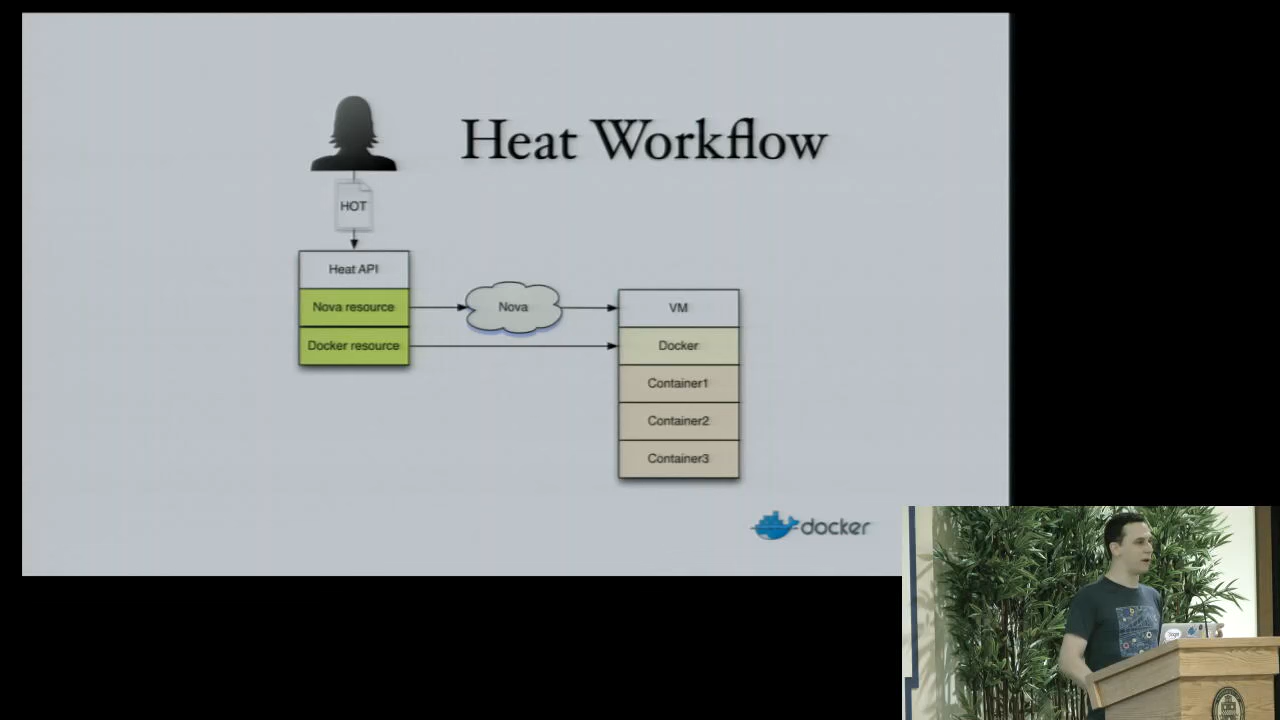 Heat Workflow
HOT
Heat API
Nova resource
Docker resource
Nova
VM
Docker
Container1
Container2
Container3
docker